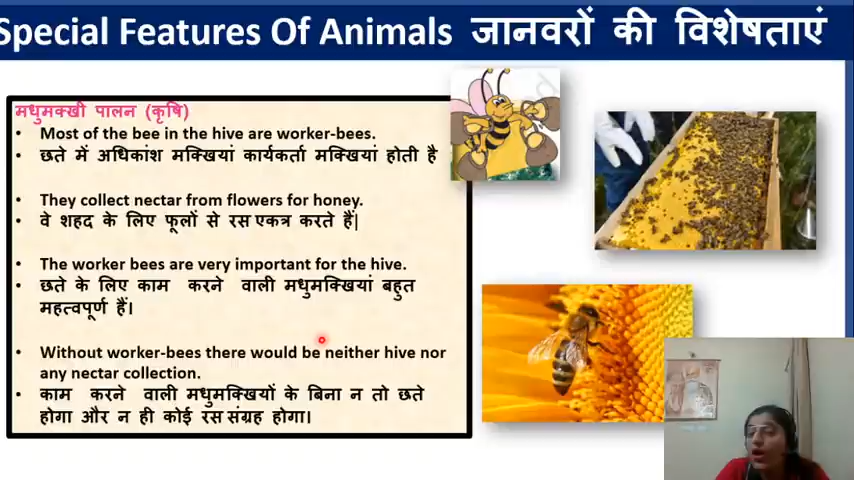 Special Features Of Animals जानवरों की विशेषताएं
मधुमक्खी पालन (कृषि)
• Most of the bee in the hive are worker-bees.
• छते में अधिकांश मक्खियां कार्यकर्ता मक्खियां होती है
• They collect nectar from flowers for honey.
• वे शहद के लिए फूलों से रस एकत्र करते हैं|
• The worker bees are very important for the hive.
• छते के लिए काम करने वाली मधुमक्खियां बहुत
महत्वपूर्ण हैं।
• Without worker-bees there would be neither hive nor
any nectar collection.
• काम करने वाली मधुमक्खियों के बिना न तो छते
होगा और न ही कोई रस संग्रह होगा।